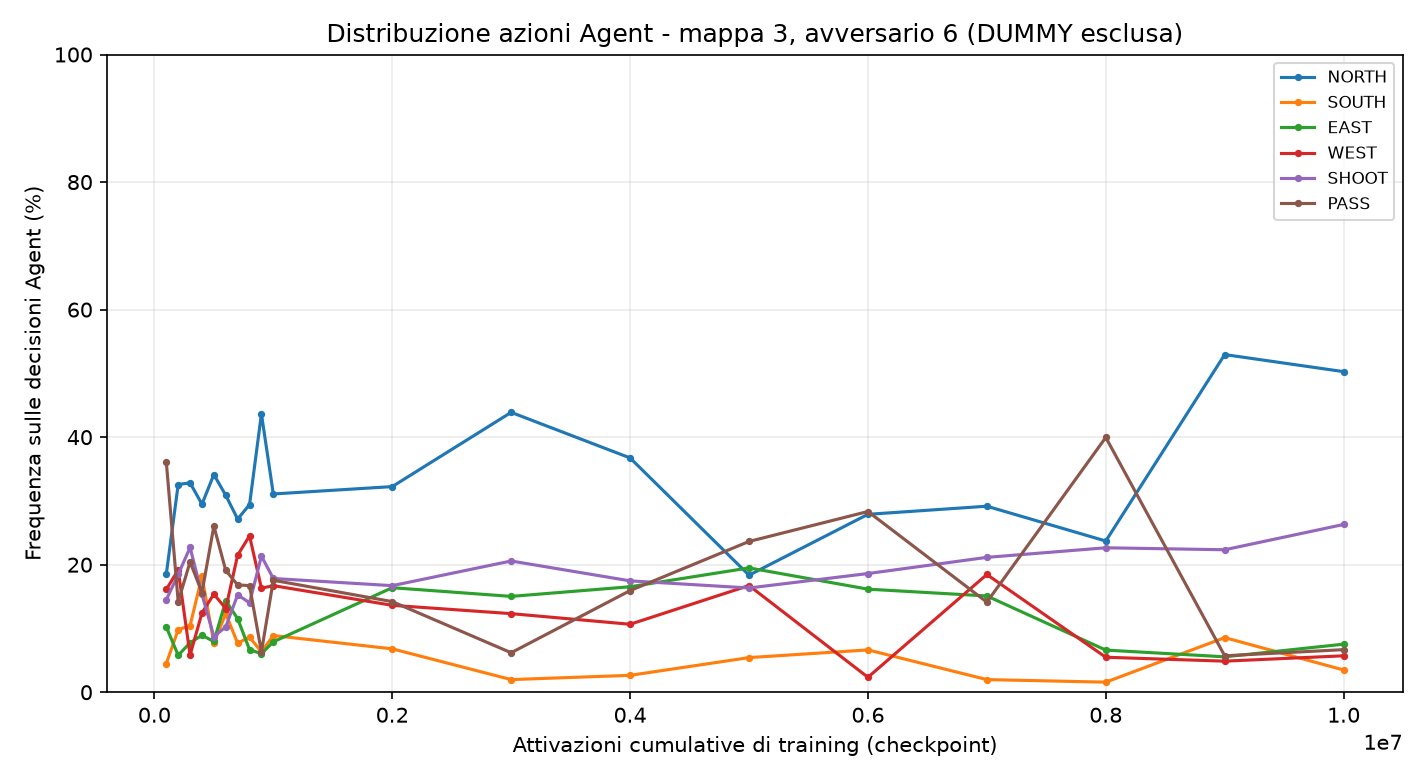 Distribuzione azioni Agent - mappa 3, avversario 6 (DUMMY esclusa)
100
80
60
40
20
0
Frequenza sulle decisioni Agent (%)
NORTH
SOUTH
EAST
WEST
SHOOT
PASS
0.0
0.2
0.4
0.6
0.8
1.0
1e7
Attivazioni cumulative di training (checkpoint)